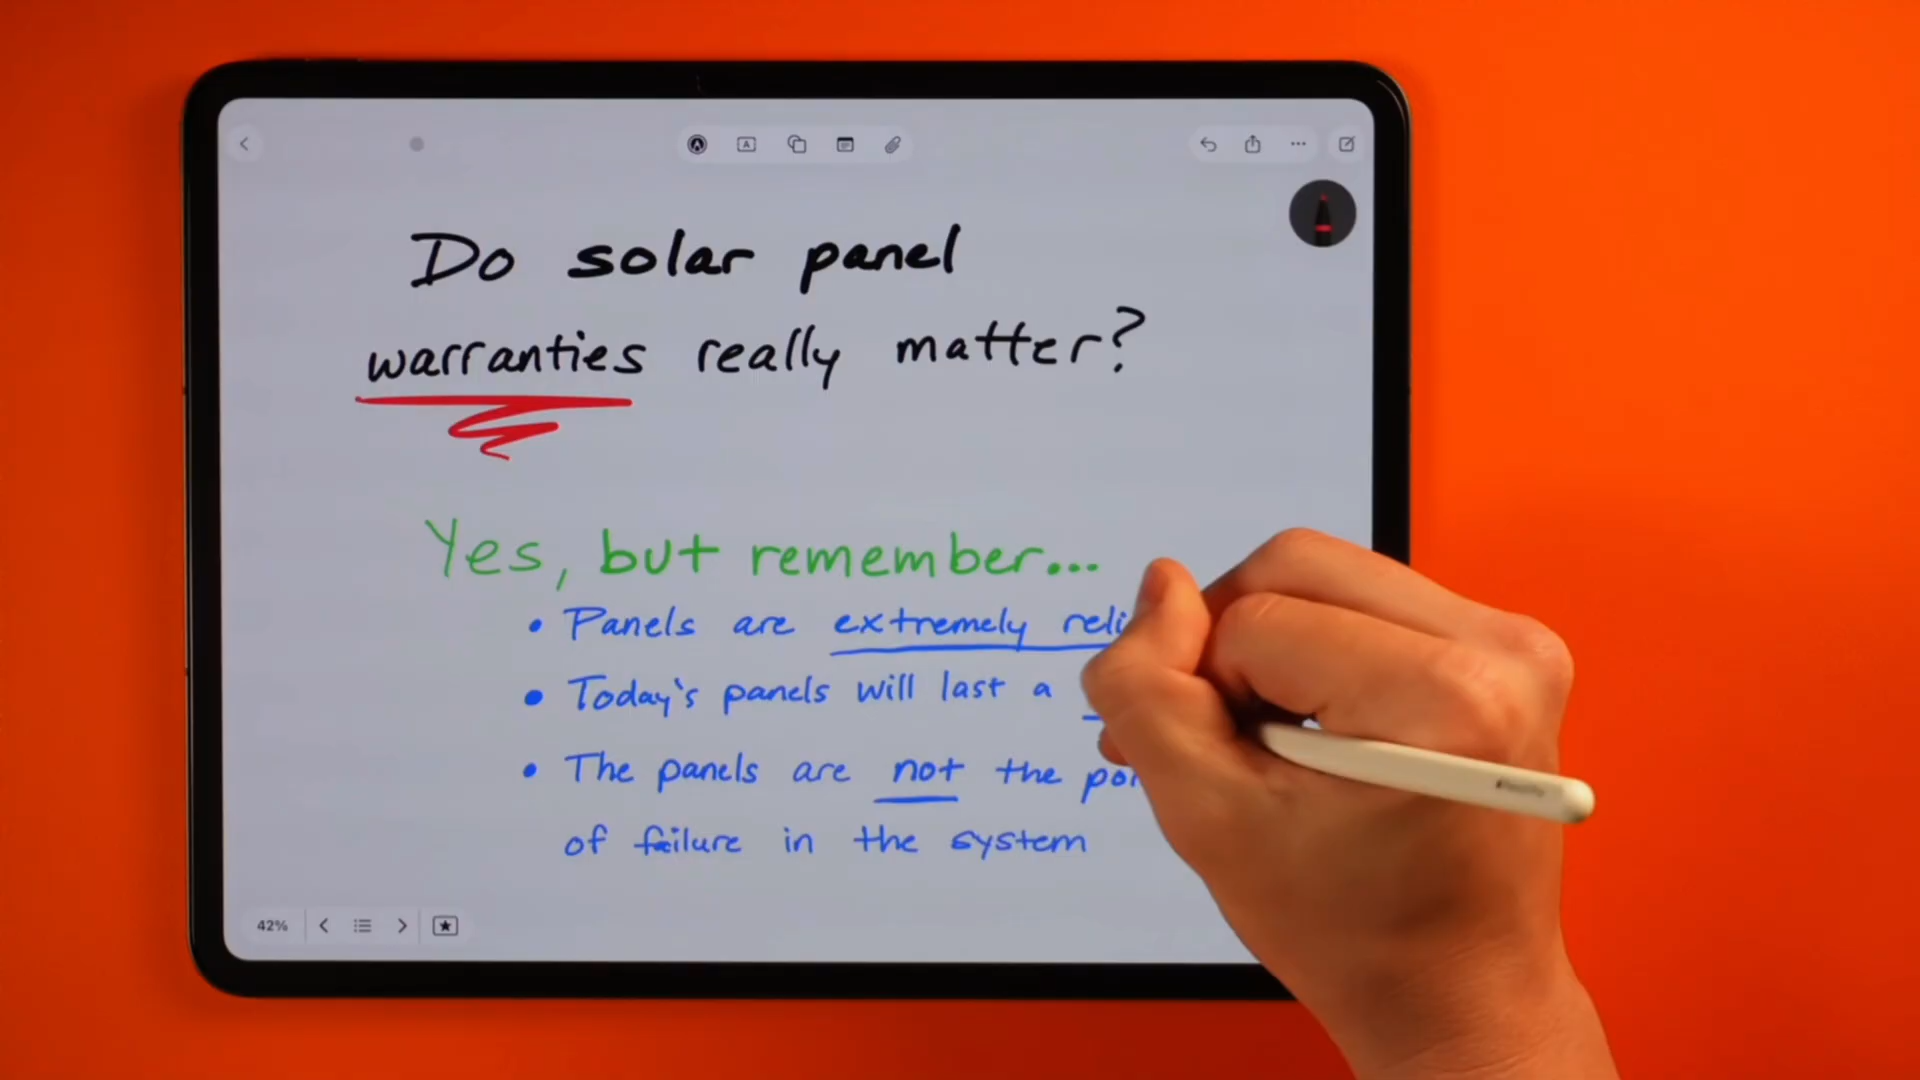 Do solar panel
warranties really matter?
Yes, but remember...
• Panels are extremely
• Today's panels will last a
• The panels are not the
of failure in the system
42%